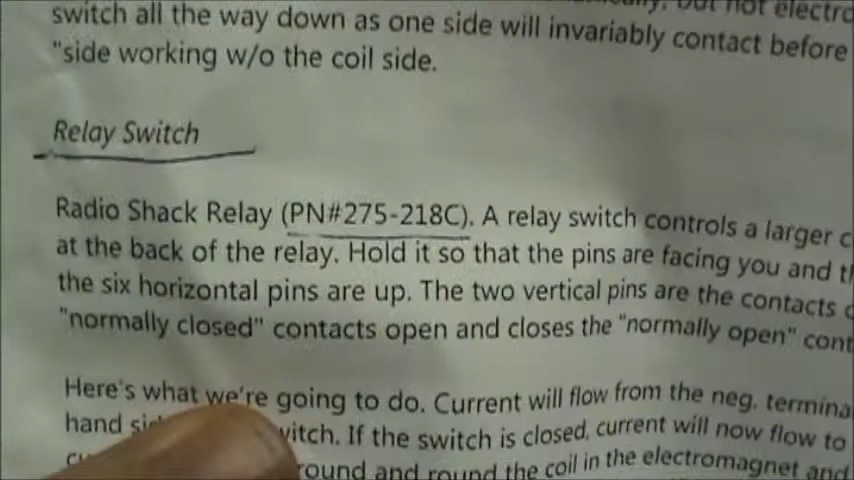 but not electro
switch all the way down as one side will invariably contact before
"side working w/o the coil side.
Relay Switch
Radio Shack Relay (PN#275-218C). A relay switch controls a larger c
at the back of the relay. Hold it so that the pins are facing you and th
the six horizontal pins are up. The two vertical pins are the contacts o
"normally closed" contacts open and closes the "normally open" cont
Here's what we're going to do. Current will flow from the neg. termina
hand sid witch. If the switch is closed, current will now flow to
round and round the coil in the electromagnet and